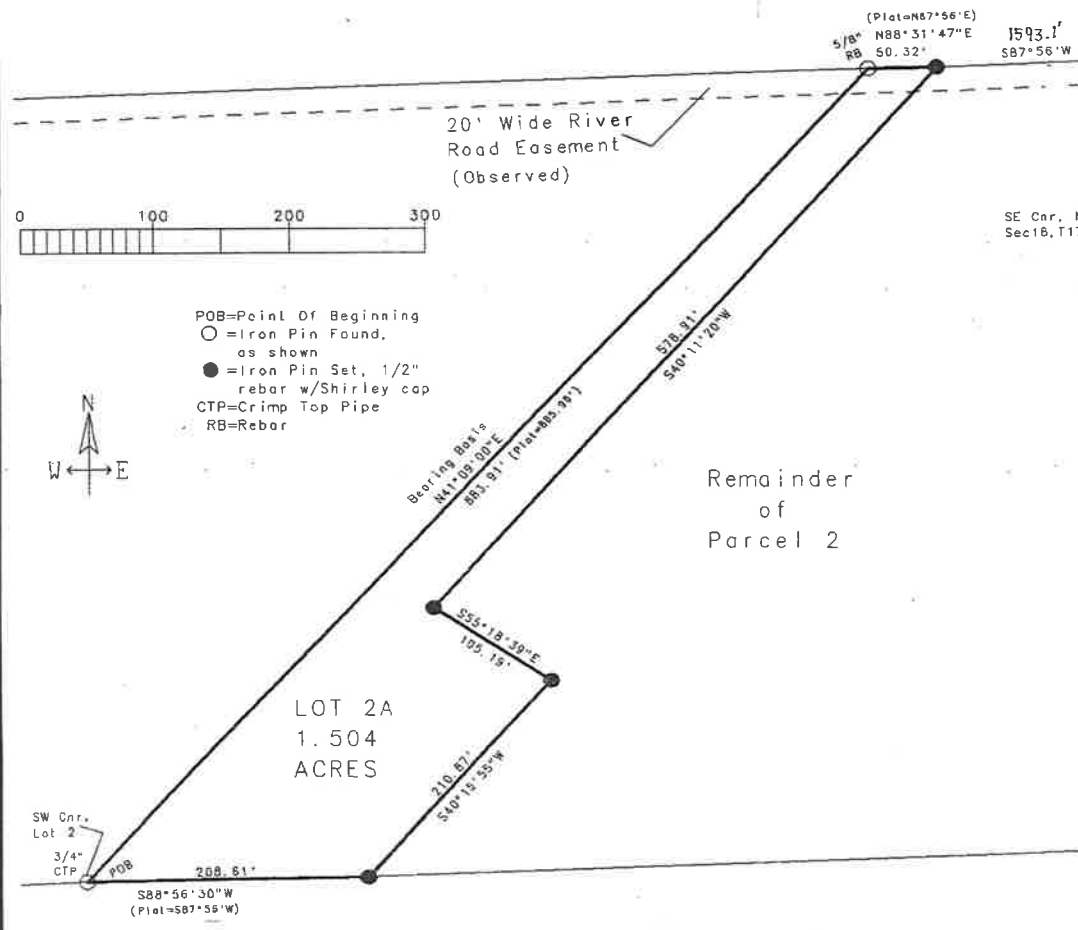 (Plat=N87°56'E)
N88°31'47"E
50.32'
5/8"
RB
1593.1'
S87°56'W
20' Wide River
Road Easement
(Observed)
0 100 200 300
SE Cnr,
Sec18, T17
POB=Point Of Beginning
=Iron Pin Found,
as shown
=Iron Pin Set, 1/2"
rebar w/Shirley cap
CTP=Crimp Top Pipe
RB=Rebar
N
W E
578.91'
S40°11'20"W
Bearing Basis
N41°09'00"E
883.91' (Plat=885.98')
Remainder
of
Parcel 2
S55°18'39"E
105.19'
LOT 2A
1.504
ACRES
210.87'
S40°15'55"W
SW Cnr,
Lot 2
3/4"
CTP
POB
208.61'
S88°56'30"W
(Plat=S87°56'W)